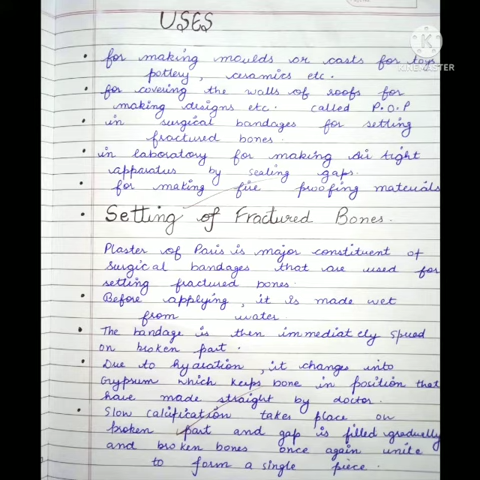 USES
• for making moulds or casts for toys
pottery, ceramics etc.
• for covering the walls of roofs for
making designs etc. called P.O.P
• in surgical bandages for setting
fractured bones.
• in laboratory for making air tight
apparatus by sealing gaps.
• for making fire proofing materials
• Setting of Fractured Bones.
Plaster of Paris is major constituent of
surgical bandages that are used for
setting fractured bones.
• Before applying, it is made wet
from water
• The bandage is then immediately spread
on broken part.
• Due to hydration, it changes into
Gypsum which keeps bone in position that
have made straight by doctor.
• Slow calcification takes place on
broken part and gap is filled gradually
and broken bones once again unite
to form a single piece.